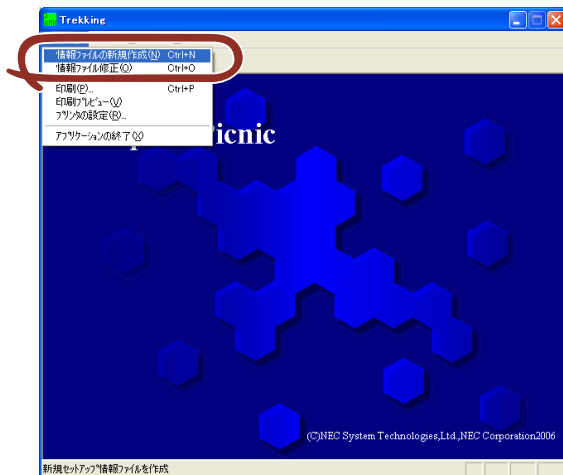 Trekking
情報ファイルの新規作成(N) Ctrl+N
情報ファイル修正(O) Ctrl+O
印刷(P)... Ctrl+P
印刷プレビュー(V)
プリンタの設定(R)...
アプリケーションの終了(X)
icnic
(C)NEC System Technologies,Ltd.,NEC Corporation2006
新規セットアップ情報ファイルを作成